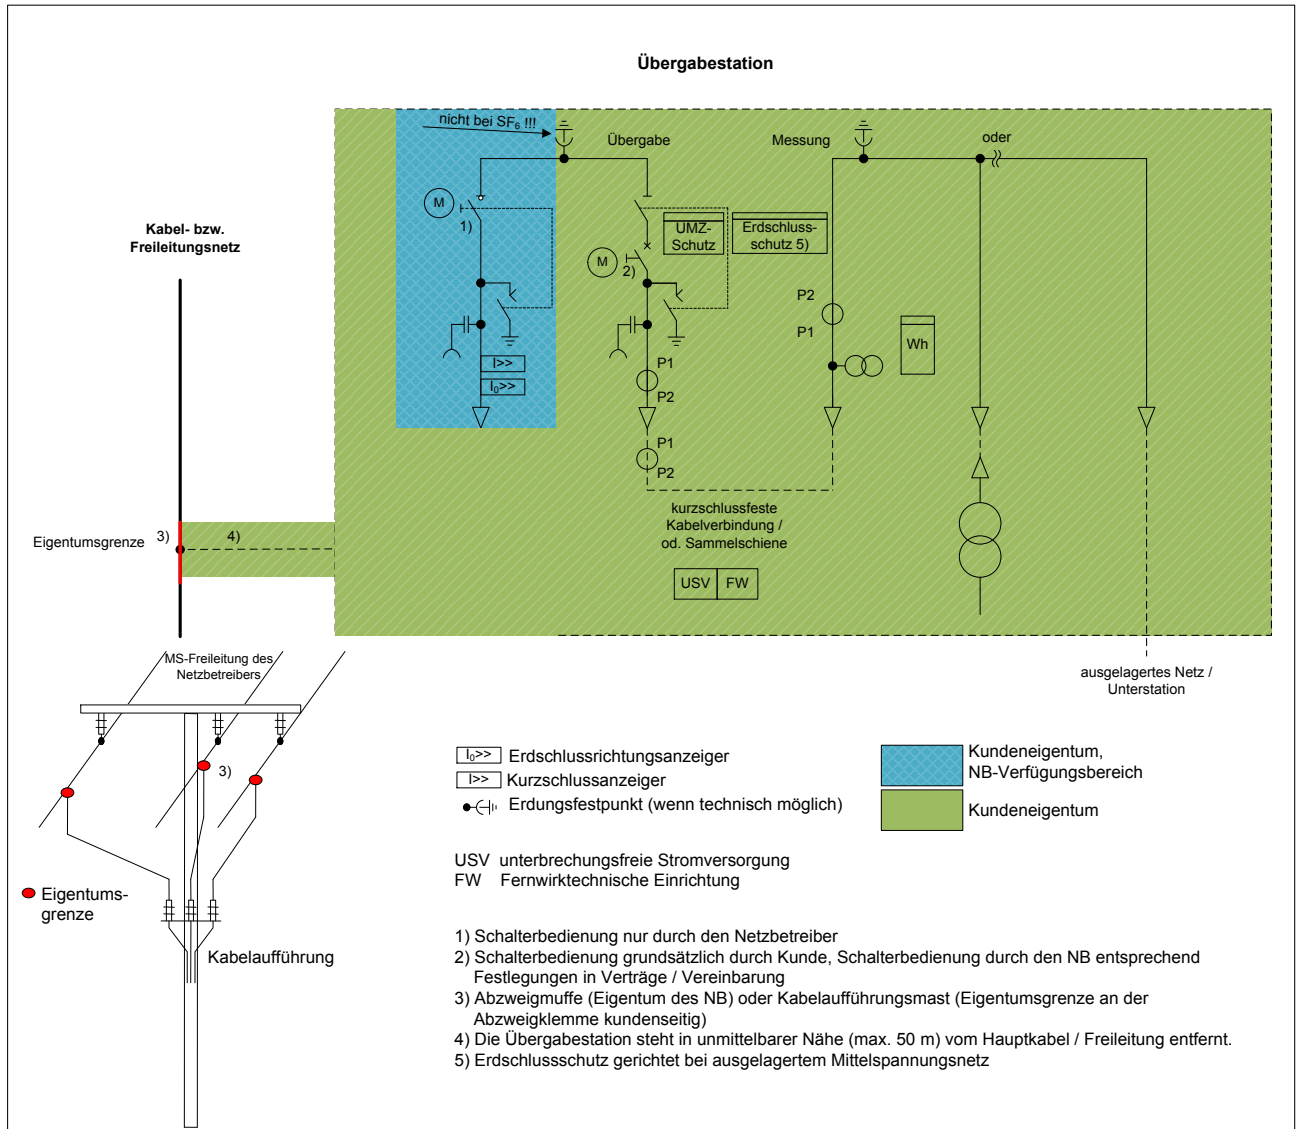 Übergabestation
nicht bei SF6 !!!
Übergabe
Messung
oder
M
1)
UMZ-
Schutz
Erdschluss-
schutz 5)
M
2)
Kabel- bzw.
Freileitungsnetz
P2
P1
Wh
I>>
I0>>
P1
P2
P1
P2
kurzschlussfeste
Kabelverbindung /
od. Sammelschiene
USV
FW
Eigentumsgrenze
3)
4)
MS-Freileitung des
Netzbetreibers
ausgelagertes Netz /
Unterstation
3)
Eigentums-
grenze
Kabelaufführung
I0>> Erdschlussrichtungsanzeiger
I>> Kurzschlussanzeiger
Erdungsfestpunkt (wenn technisch möglich)
Kundeneigentum,
NB-Verfügungsbereich
Kundeneigentum
USV unterbrechungsfreie Stromversorgung
FW Fernwirktechnische Einrichtung
1) Schalterbedienung nur durch den Netzbetreiber
2) Schalterbedienung grundsätzlich durch Kunde, Schalterbedienung durch den NB entsprechend
Festlegungen in Verträge / Vereinbarung
3) Abzweigmuffe (Eigentum des NB) oder Kabelaufführungsmast (Eigentumsgrenze an der
Abzweigklemme kundenseitig)
4) Die Übergabestation steht in unmittelbarer Nähe (max. 50 m) vom Hauptkabel / Freileitung entfernt.
5) Erdschlussschutz gerichtet bei ausgelagertem Mittelspannungsnetz